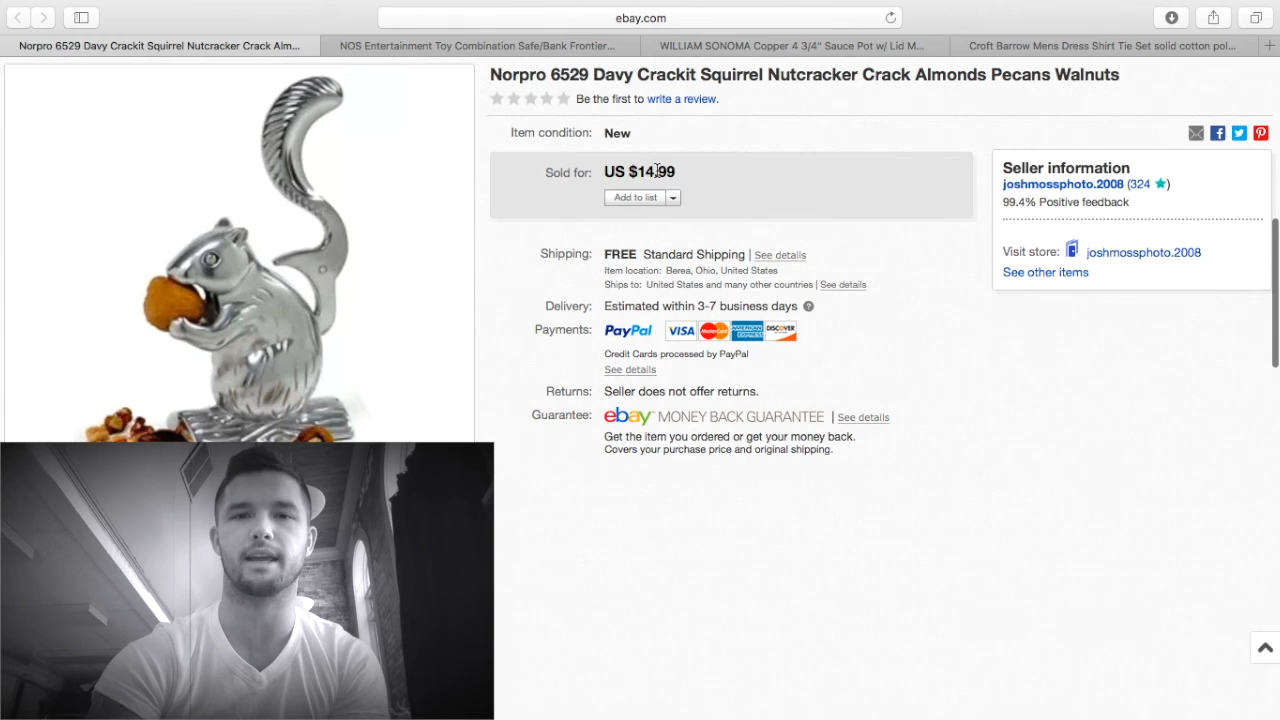 ebay.com
Norpro 6529 Davy Crackit Squirrel Nutcracker Crack Alm...
NOS Entertainment Toy Combination Safe/Bank Frontier...
WILLIAM SONOMA Copper 4 3/4" Sauce Pot w/ Lid M...
Croft Barrow Mens Dress Shirt Tie Set solid cotton pol...
Norpro 6529 Davy Crackit Squirrel Nutcracker Crack Almonds Pecans Walnuts
Be the first to write a review.
Item condition: New
Sold for: US $14.99
Add to list
Seller information
joshmossphoto.2008 (324 ★)
99.4% Positive feedback
Visit store: joshmossphoto.2008
See other items
Shipping: FREE Standard Shipping | See details
Item location: Berea, Ohio, United States
Ships to: United States and many other countries | See details
Delivery: Estimated within 3-7 business days ?
Payments: PayPal VISA MasterCard AMERICAN EXPRESS DISCOVER
Credit Cards processed by PayPal
See details
Returns: Seller does not offer returns.
Guarantee: ebay MONEY BACK GUARANTEE | See details
Get the item you ordered or get your money back.
Covers your purchase price and original shipping.